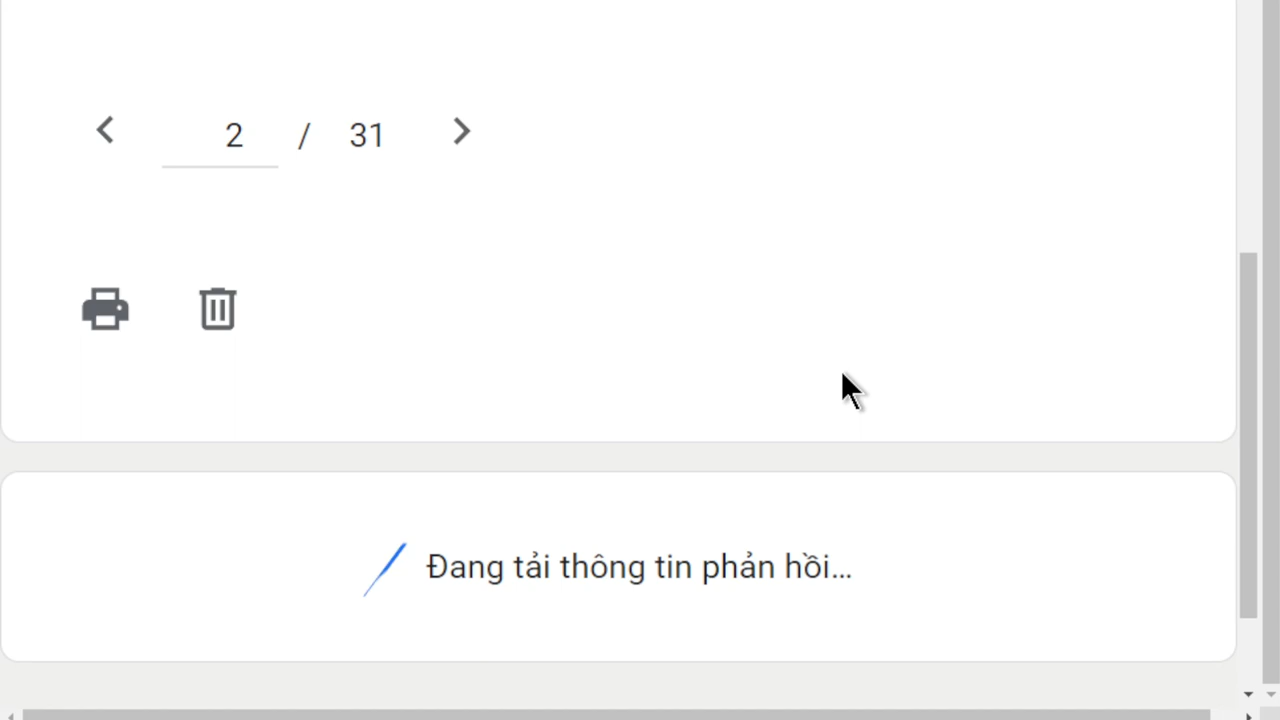 2 / 31
Đang tải thông tin phản hồi...